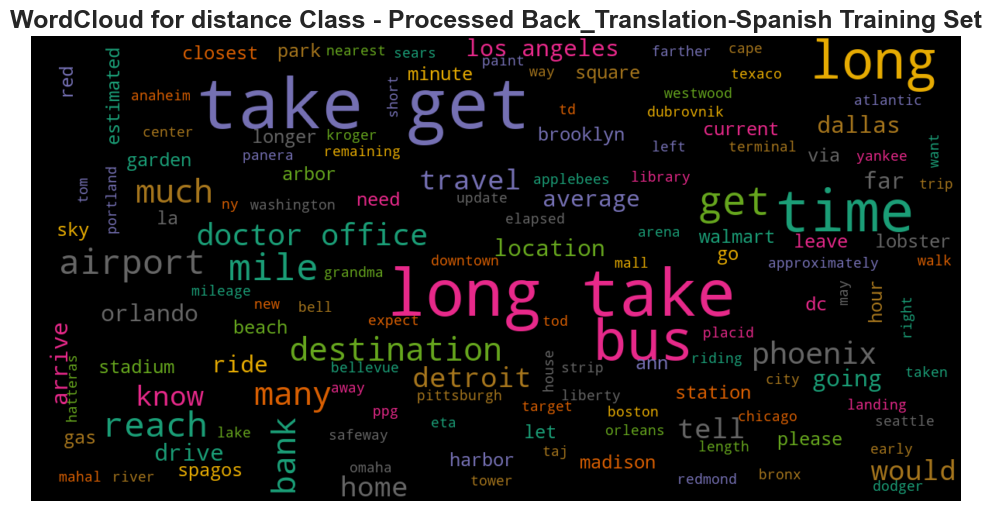 WordCloud for distance Class - Processed Back_Translation-Spanish Training Set
closest park nearest sears los angeles farther cape long
red estimated take get short minute paint way square texaco
anaheim td westwood dubrovnik atlantic
center longer kroger remaining brooklyn current dallas
garden panera left terminal via yankee want
tom portland arbor travel applebees library far trip
much ny washington need update average get time
la elapsed
sky doctor office location arena walmart leave lobster
airport mile grandma downtown mall go approximately walk
mileage long take
orlando new bell expect tod dc may hour right
beach bus placid
arrive hatteras stadium ride destination bellevue house strip ann riding phoenix city going taken
know many away detroit pittsburgh liberty station landing
reach lake bank ppg target boston chicago seattle
gas safeway eta let orleans length tell please
drive harbor taj early
mahal river spagos omaha home tower madison redmond bronx would dodger